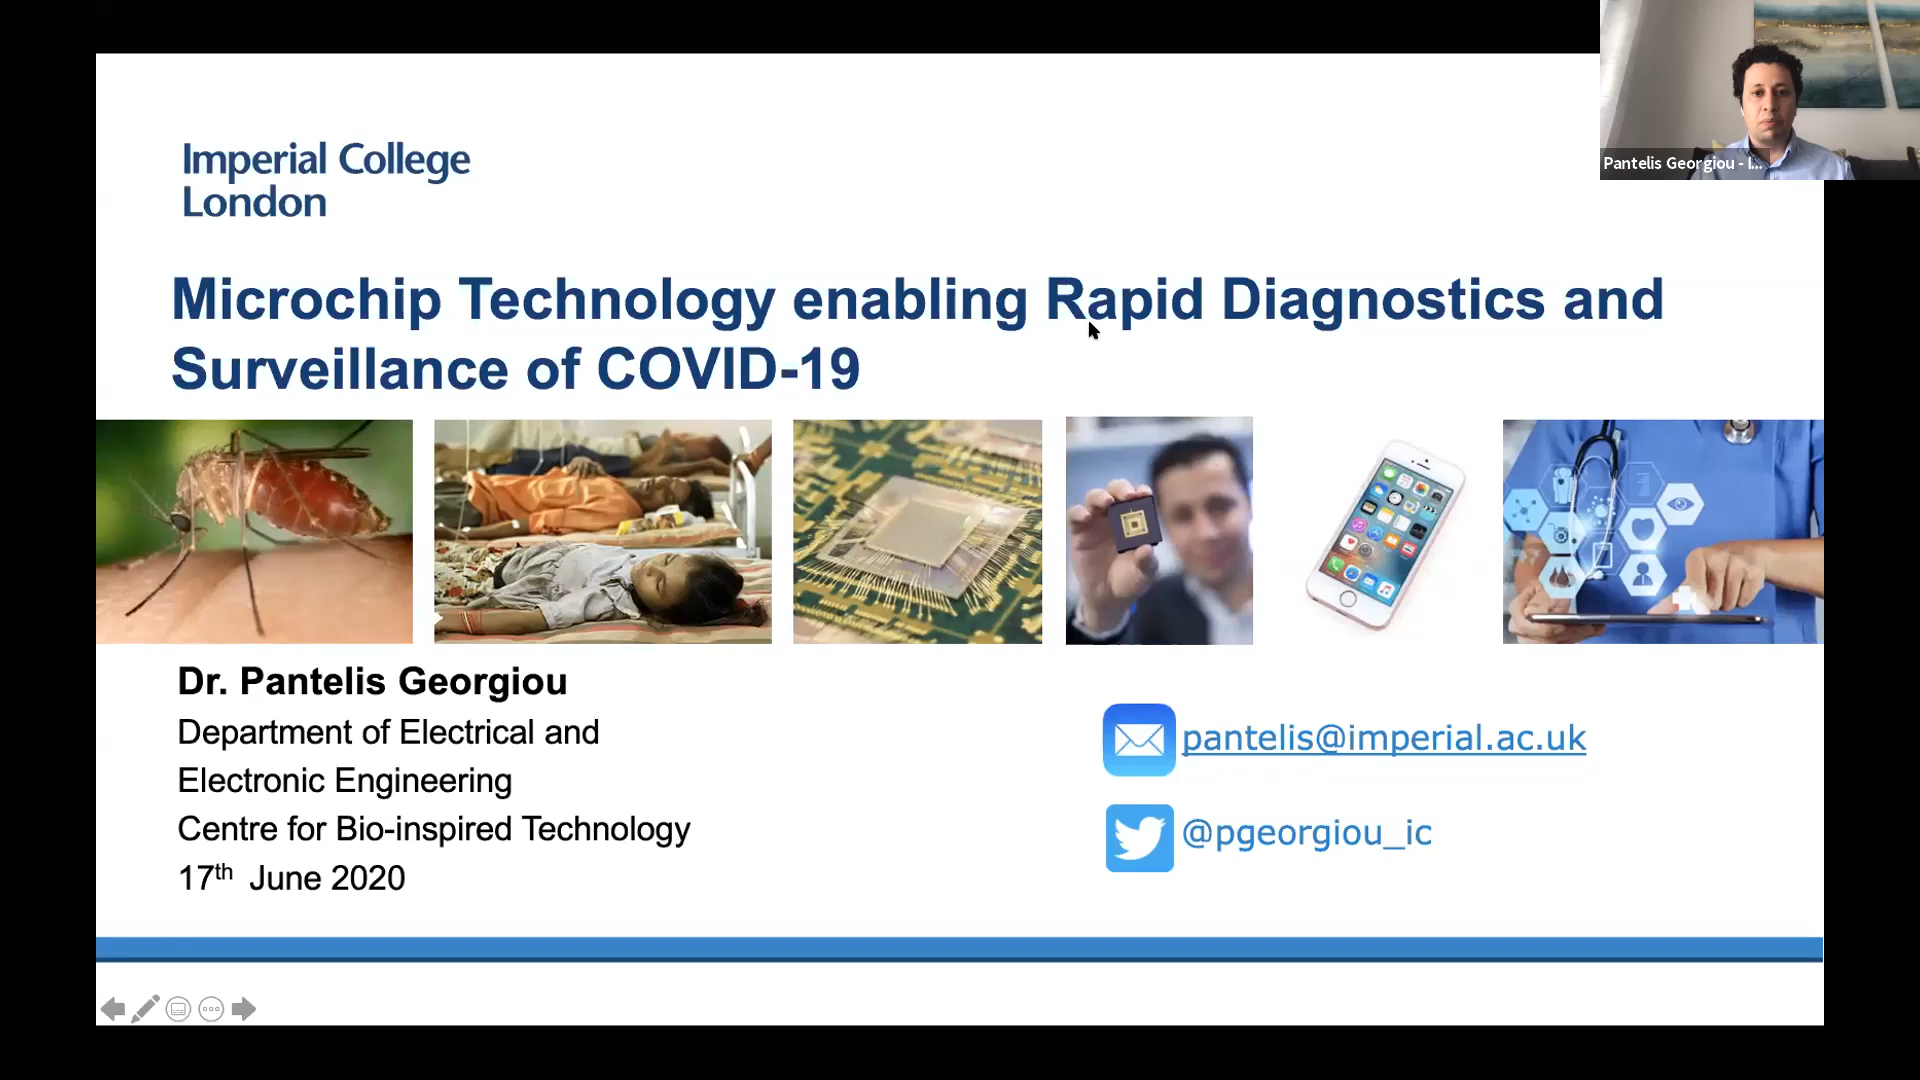 Imperial College
London
Microchip Technology enabling Rapid Diagnostics and
Surveillance of COVID-19
Dr. Pantelis Georgiou
Department of Electrical and
Electronic Engineering
Centre for Bio-inspired Technology
17th June 2020
pantelis@imperial.ac.uk
@pgeorgiou_ic
Pantelis Georgiou - I...